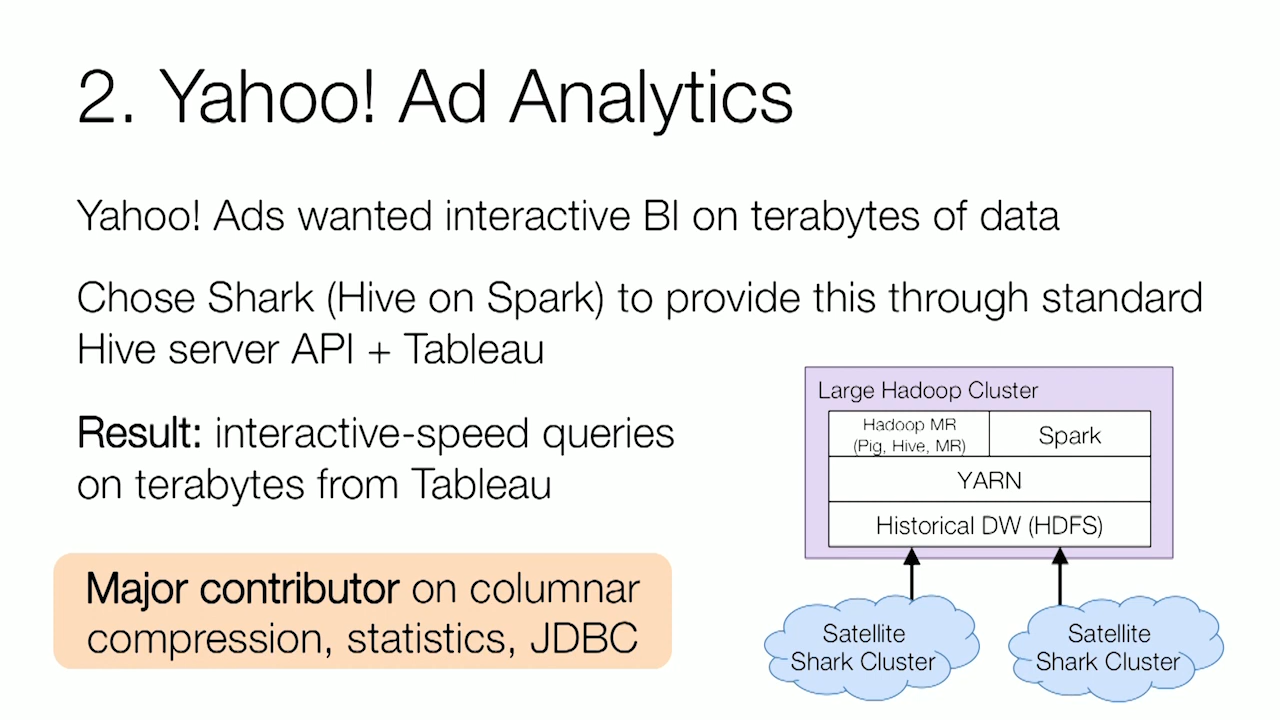 2. Yahoo! Ad Analytics
Yahoo! Ads wanted interactive BI on terabytes of data
Chose Shark (Hive on Spark) to provide this through standard
Hive server API + Tableau
Result: interactive-speed queries
on terabytes from Tableau
Major contributor on columnar
compression, statistics, JDBC
Large Hadoop Cluster
Hadoop MR
(Pig, Hive, MR)
Spark
YARN
Historical DW (HDFS)
Satellite
Shark Cluster
Satellite
Shark Cluster